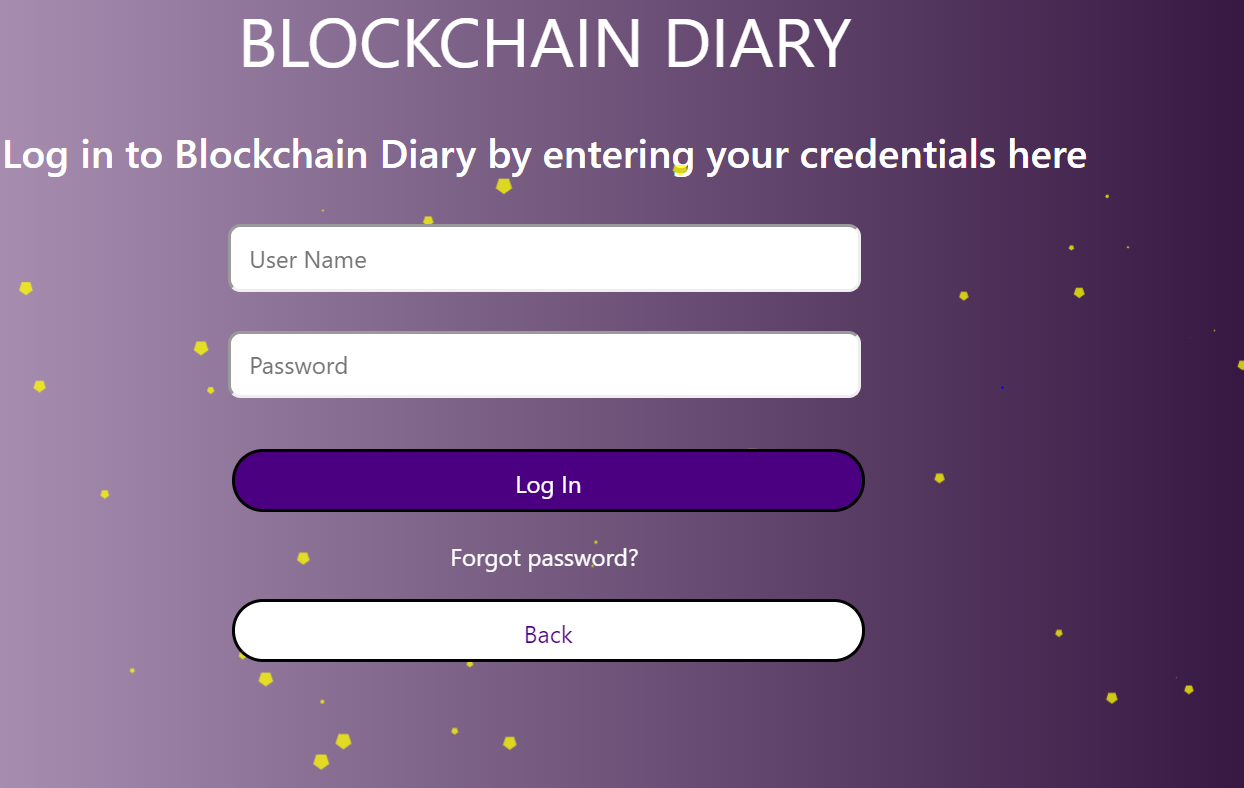 BLOCKCHAIN DIARY
Log in to Blockchain Diary by entering your credentials here
User Name
Password
Log In
Forgot password?
Back